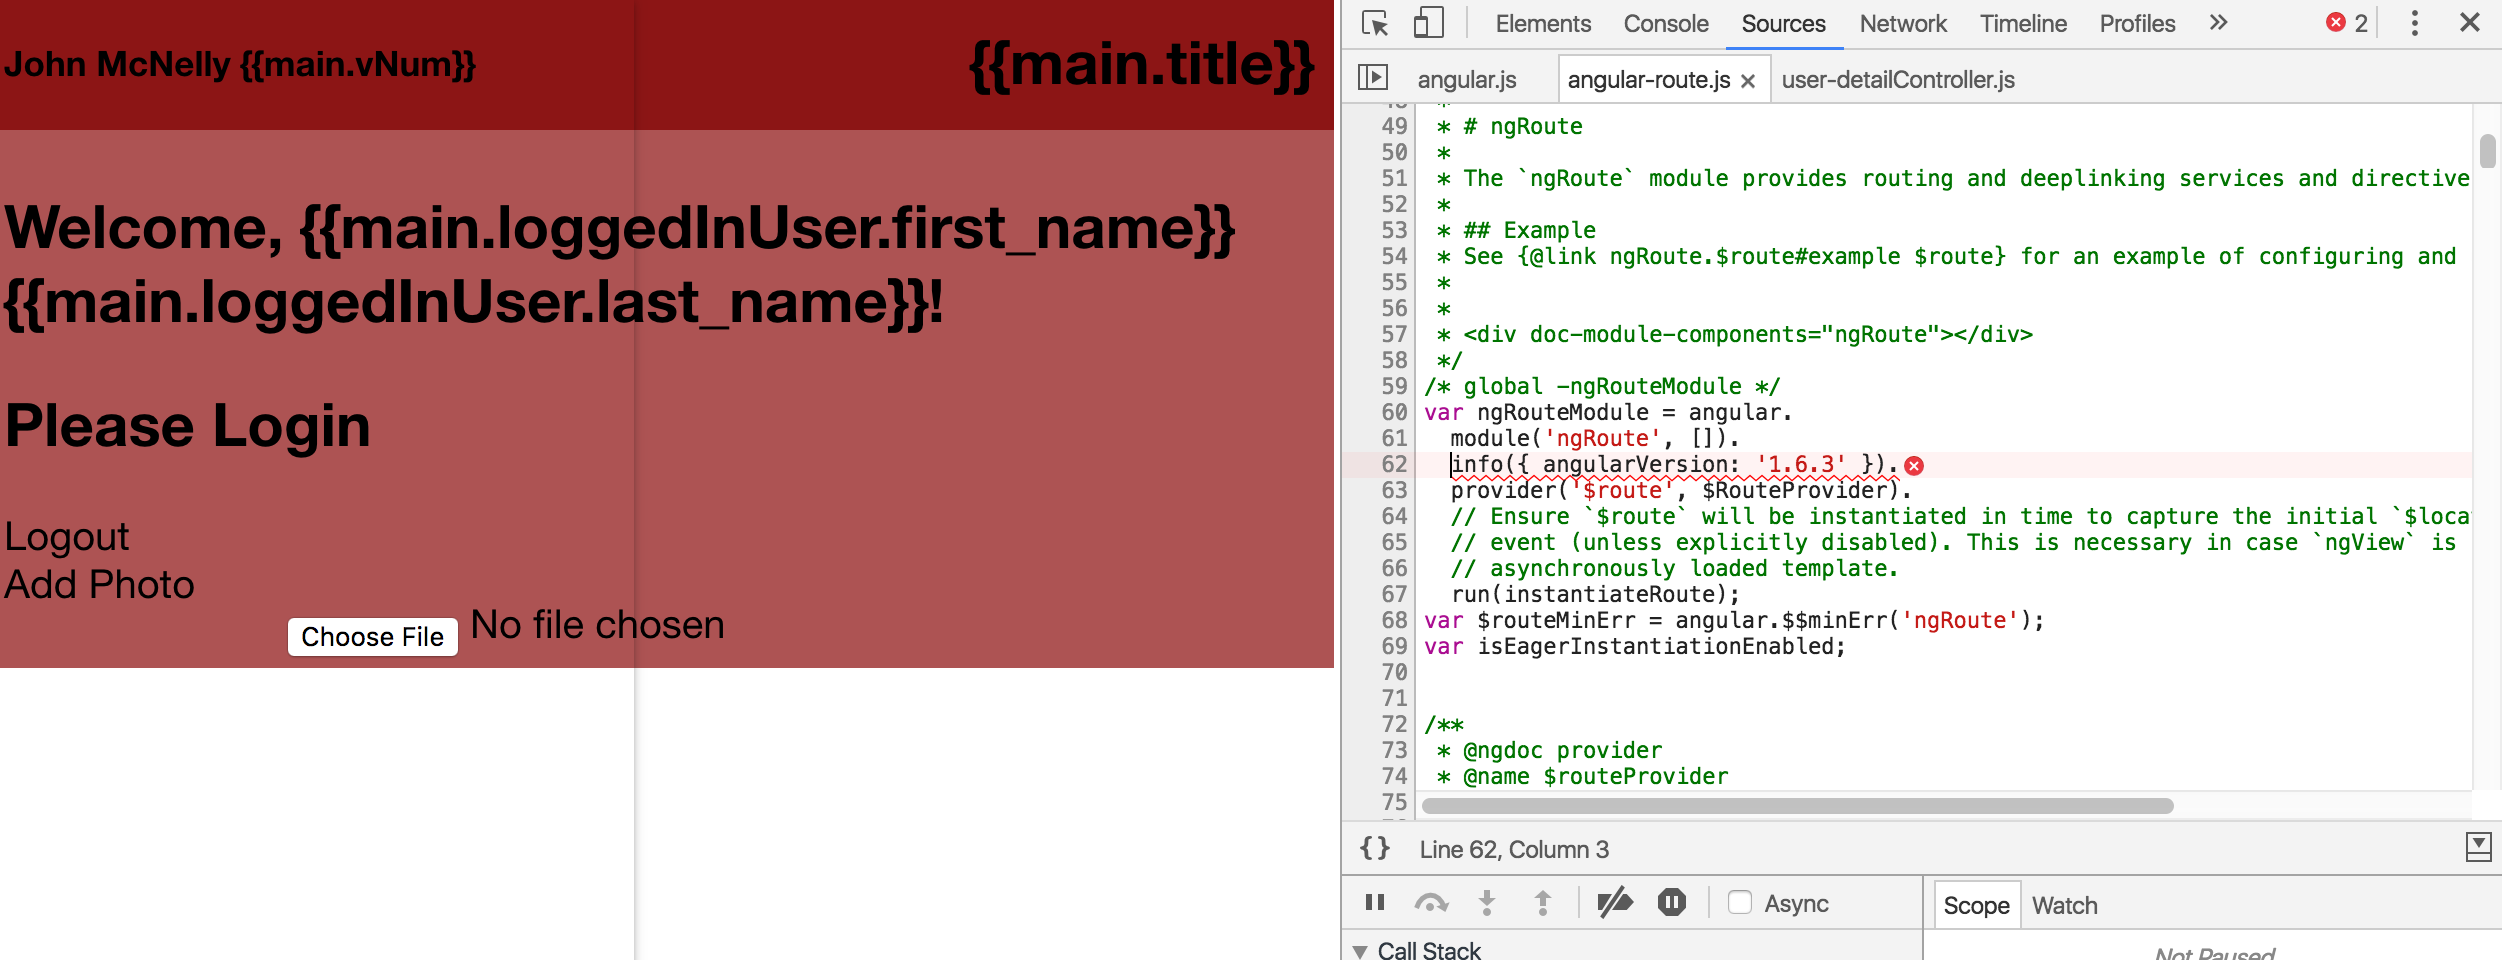 John McNelly {{main.vNum}}
{{main.title}}
Welcome, {{main.loggedInUser.first_name}}
{{main.loggedInUser.last_name}}!
Please Login
Logout
Add Photo
Choose File No file chosen
Elements Console Sources Network Timeline Profiles » 2
angular.js angular-route.js × user-detailController.js
48 *
49 * # ngRoute
50 *
51 * The `ngRoute` module provides routing and deeplinking services and directive
52 *
53 * ## Example
54 * See {@link ngRoute.$route#example $route} for an example of configuring and
55 *
56 *
57 * <div doc-module-components="ngRoute"></div>
58 */
59 /* global -ngRouteModule */
60 var ngRouteModule = angular.
61 module('ngRoute', []).
62 info({ angularVersion: '1.6.3' }).
63 provider('$route', $RouteProvider).
64 // Ensure `$route` will be instantiated in time to capture the initial `$loca
65 // event (unless explicitly disabled). This is necessary in case `ngView` is
66 // asynchronously loaded template.
67 run(instantiateRoute);
68 var $routeMinErr = angular.$$minErr('ngRoute');
69 var isEagerInstantiationEnabled;
70
71
72 /**
73 * @ngdoc provider
74 * @name $routeProvider
75
{} Line 62, Column 3
Async
Scope Watch
Call Stack
Not Paused